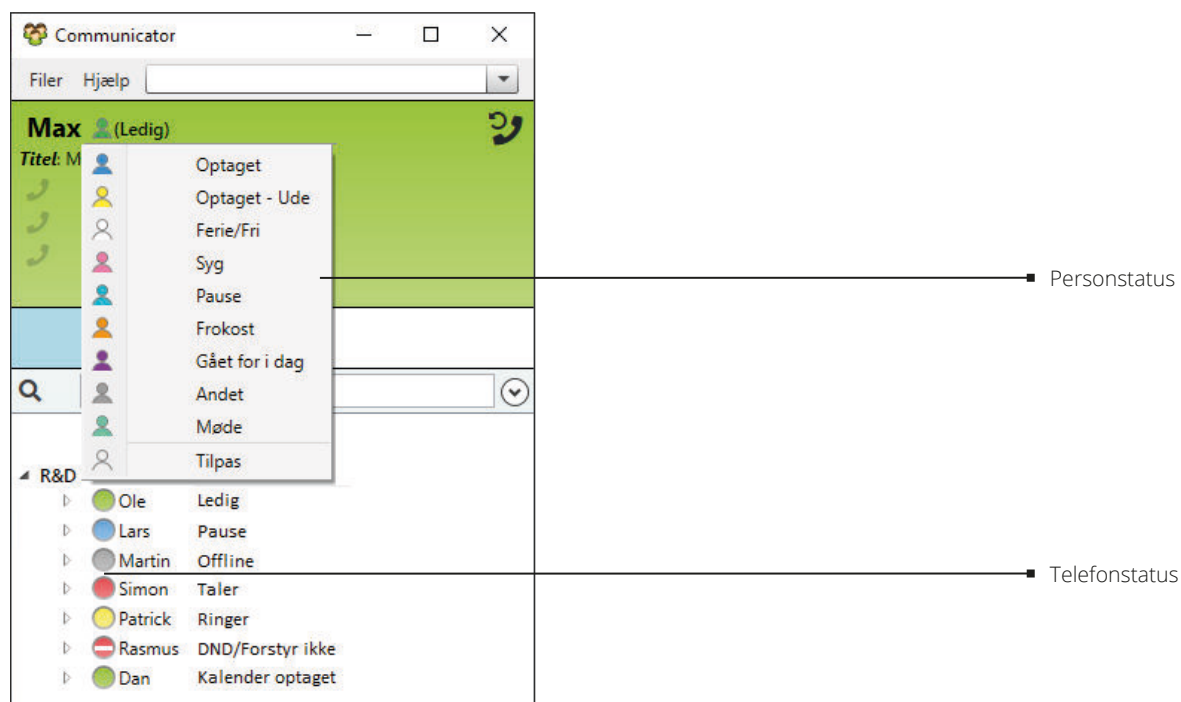 Communicator
Filer Hjælp
Max (Ledig)
Titel: M
Optaget
Optaget - Ude
Ferie/Fri
Syg
Pause
Frokost
Gået for i dag
Andet
Møde
Tilpas
Personstatus
R&D
Ole Ledig
Lars Pause
Martin Offline
Simon Taler
Patrick Ringer
Rasmus DND/Forstyr ikke
Dan Kalender optaget
Telefonstatus